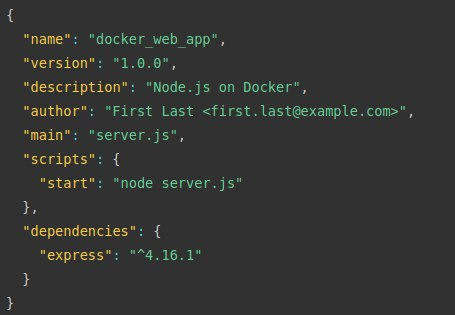 {
  "name": "docker_web_app",
  "version": "1.0.0",
  "description": "Node.js on Docker",
  "author": "First Last <first.last@example.com>",
  "main": "server.js",
  "scripts": {
    "start": "node server.js"
  },
  "dependencies": {
    "express": "^4.16.1"
  }
}